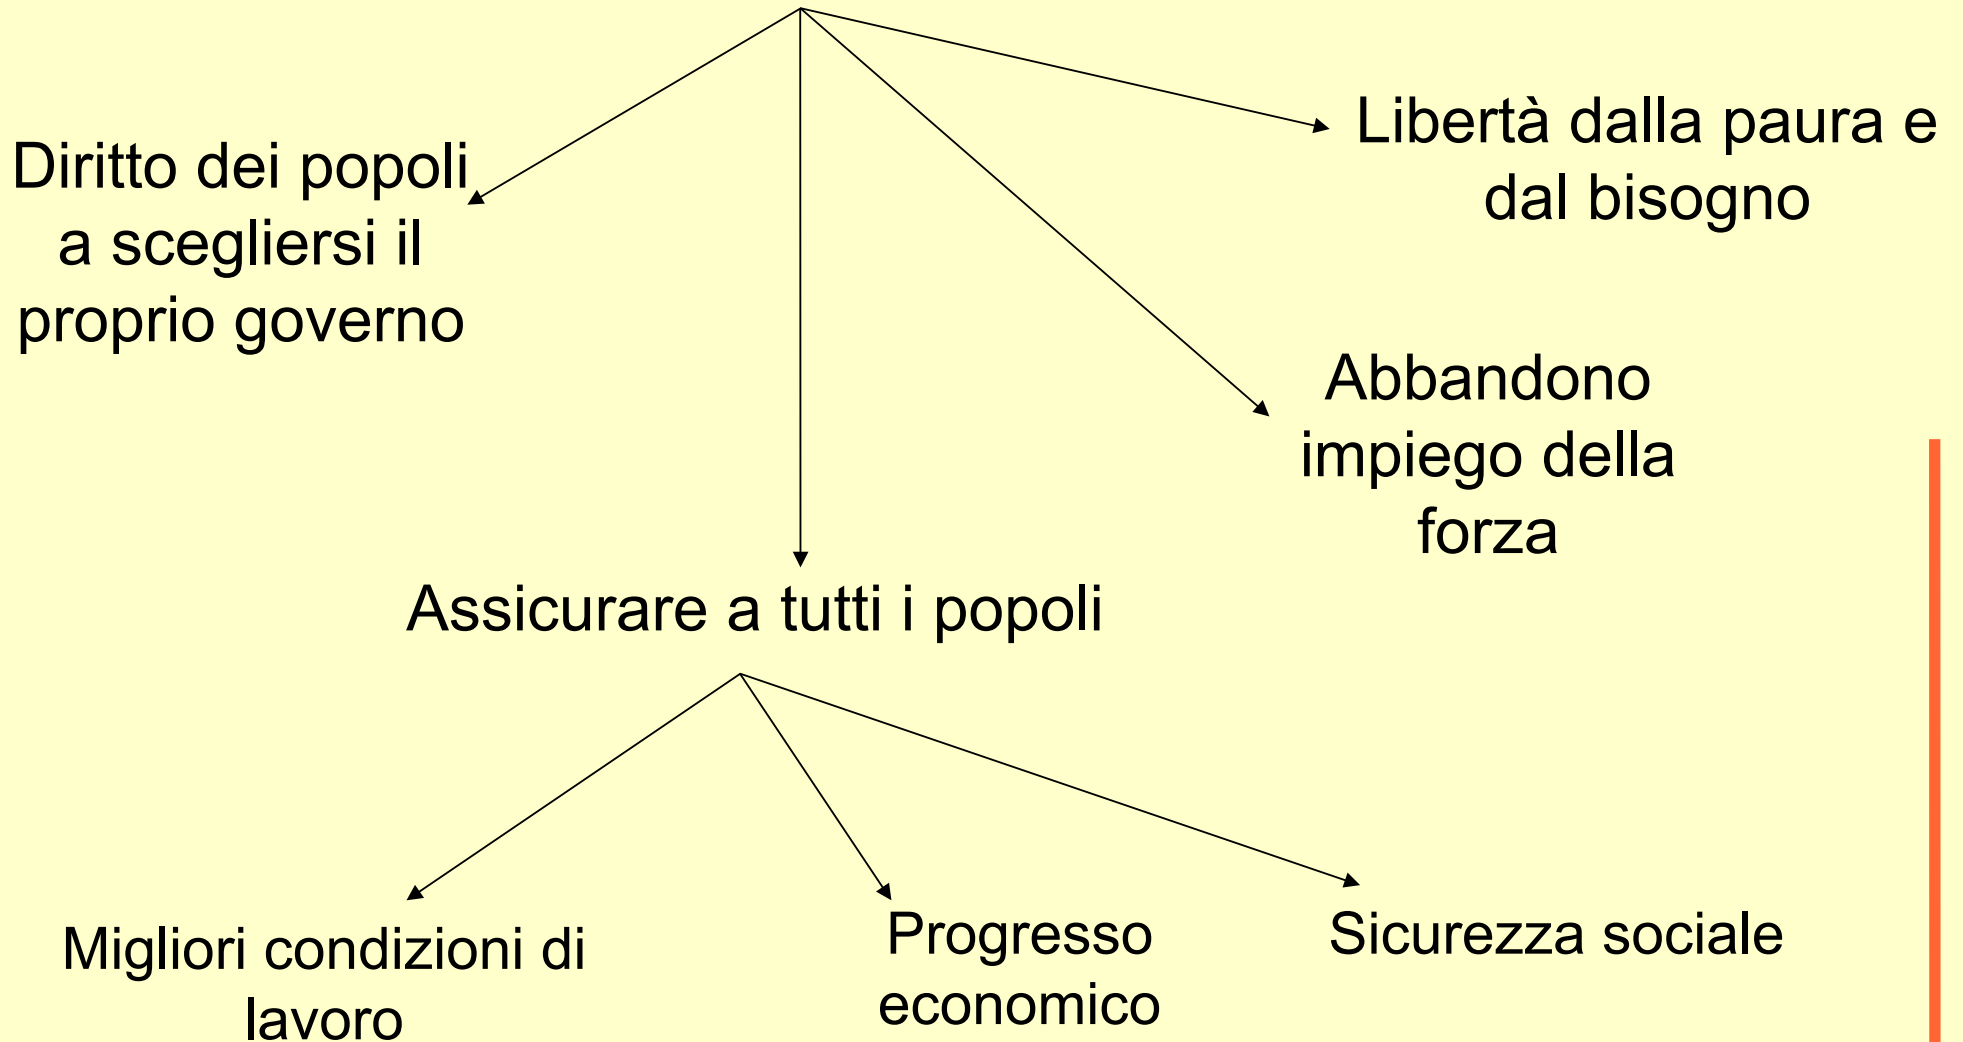 Diritto dei popoli
a scegliersi il
proprio governo
Libertà dalla paura e
dal bisogno
Abbandono
impiego della
forza
Assicurare a tutti i popoli
Migliori condizioni di
lavoro
Progresso
economico
Sicurezza sociale